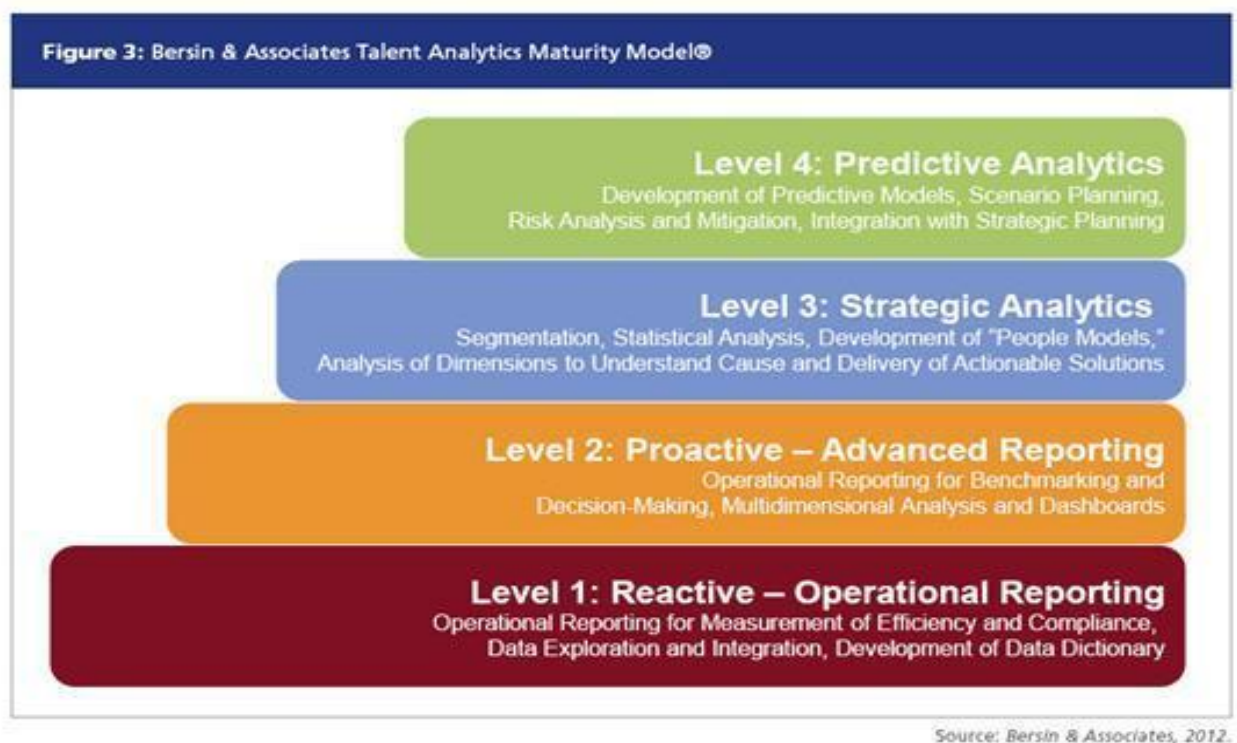 Figure 3: Bersin & Associates Talent Analytics Maturity Model®
Level 4: Predictive Analytics
Development of Predictive Models, Scenario Planning,
Risk Analysis and Mitigation, Integration with Strategic Planning
Level 3: Strategic Analytics
Segmentation, Statistical Analysis, Development of "People Models,"
Analysis of Dimensions to Understand Cause and Delivery of Actionable Solutions
Level 2: Proactive – Advanced Reporting
Operational Reporting for Benchmarking and
Decision-Making, Multidimensional Analysis and Dashboards
Level 1: Reactive – Operational Reporting
Operational Reporting for Measurement of Efficiency and Compliance,
Data Exploration and Integration, Development of Data Dictionary
Source: Bersin & Associates, 2012.